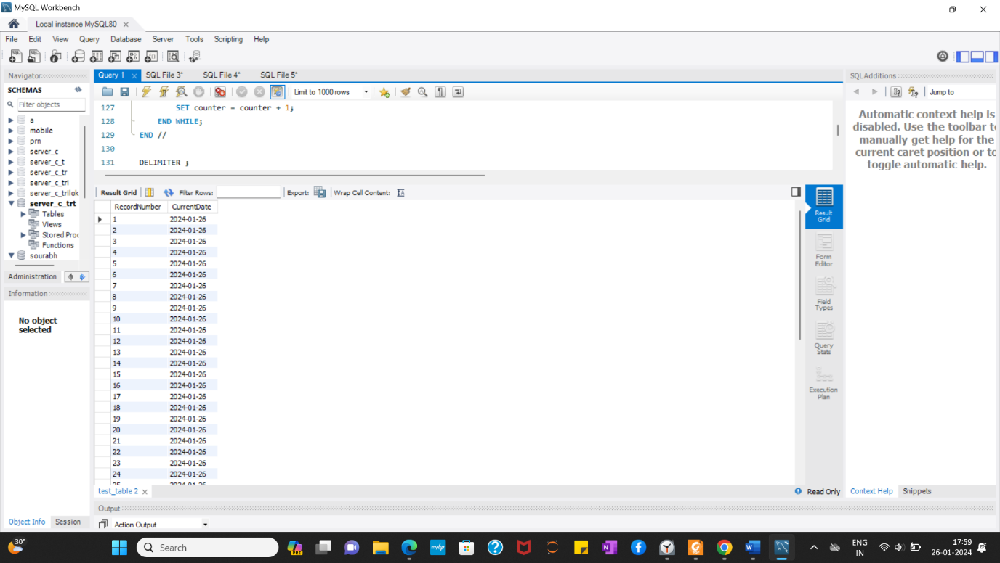 MySQL Workbench
Local instance MySQL80
File Edit View Query Database Server Tools Scripting Help
Navigator
SCHEMAS
Filter objects
a
mobile
prn
server_c
server_c_t
server_c_tr
server_c_tri
server_c_trilok
server_c_trt
Tables
Views
Stored Proc
Functions
sourabh
Administration
Information
No object
selected
Object Info Session
Query 1 SQL File 3* SQL File 4* SQL File 5*
Limit to 1000 rows
127 SET counter = counter + 1;
128 END WHILE;
129 END //
130
131 DELIMITER ;
Result Grid Filter Rows: Export: Wrap Cell Content:
RecordNumber CurrentDate
1 2024-01-26
2 2024-01-26
3 2024-01-26
4 2024-01-26
5 2024-01-26
6 2024-01-26
7 2024-01-26
8 2024-01-26
9 2024-01-26
10 2024-01-26
11 2024-01-26
12 2024-01-26
13 2024-01-26
14 2024-01-26
15 2024-01-26
16 2024-01-26
17 2024-01-26
18 2024-01-26
19 2024-01-26
20 2024-01-26
21 2024-01-26
22 2024-01-26
23 2024-01-26
24 2024-01-26
25 2024-01-26
Result
Grid
Form
Editor
Field
Types
Query
Stats
Execution
Plan
test_table 2
Read Only
Output
Action Output
SQLAdditions
Jump to
Automatic context help is
disabled. Use the toolbar t
manually get help for the
current caret position or to
toggle automatic help.
Context Help Snippets
30°
Search
PRE
myhp
ENG
IN
17:59
26-01-2024